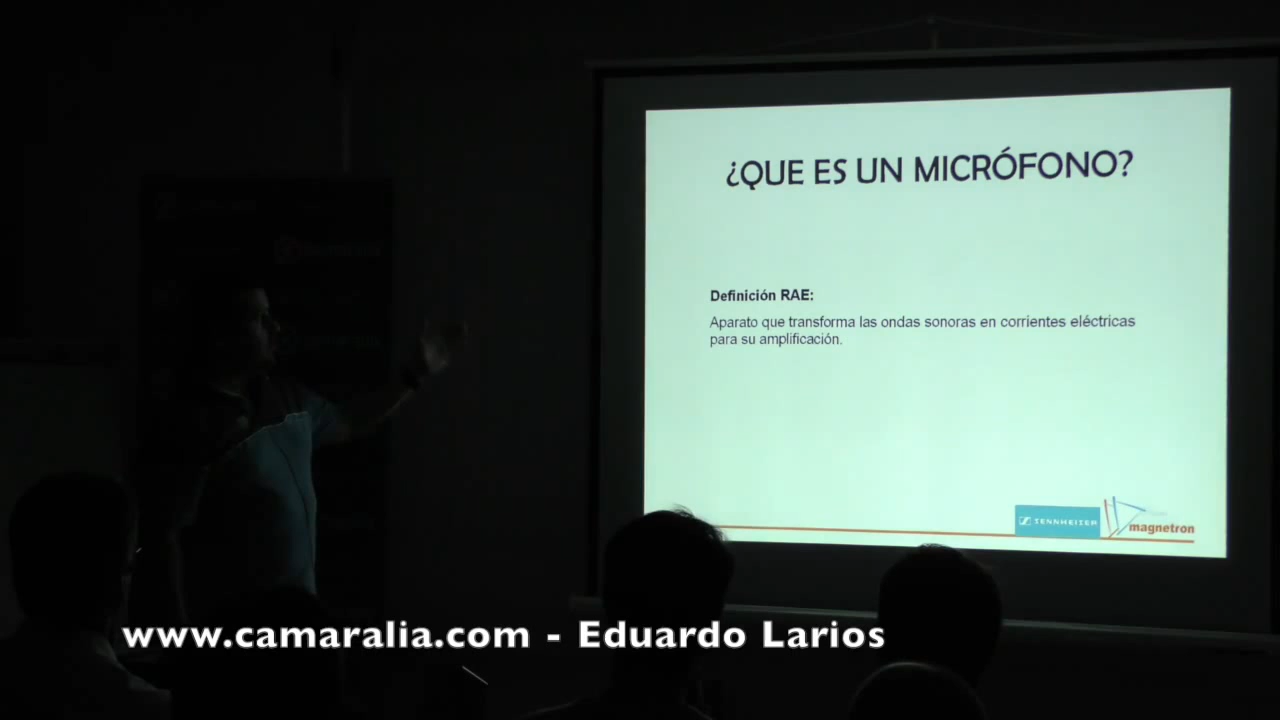 ¿QUE ES UN MICRÓFONO?
Definición RAE:
Aparato que transforma las ondas sonoras en corrientes eléctricas
para su amplificación.
magnetron
www.camaralia.com - Eduardo Larios